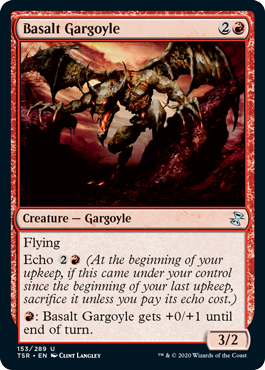 Basalt Gargoyle 2
Creature — Gargoyle
Flying
Echo 2 (At the beginning of your
upkeep, if this came under your control
since the beginning of your last upkeep,
sacrifice it unless you pay its echo cost.)
: Basalt Gargoyle gets +0/+1 until
end of turn.
3/2
153/289 U
TSR • EN Clint Langley
™ & © 2020 Wizards of the Coast